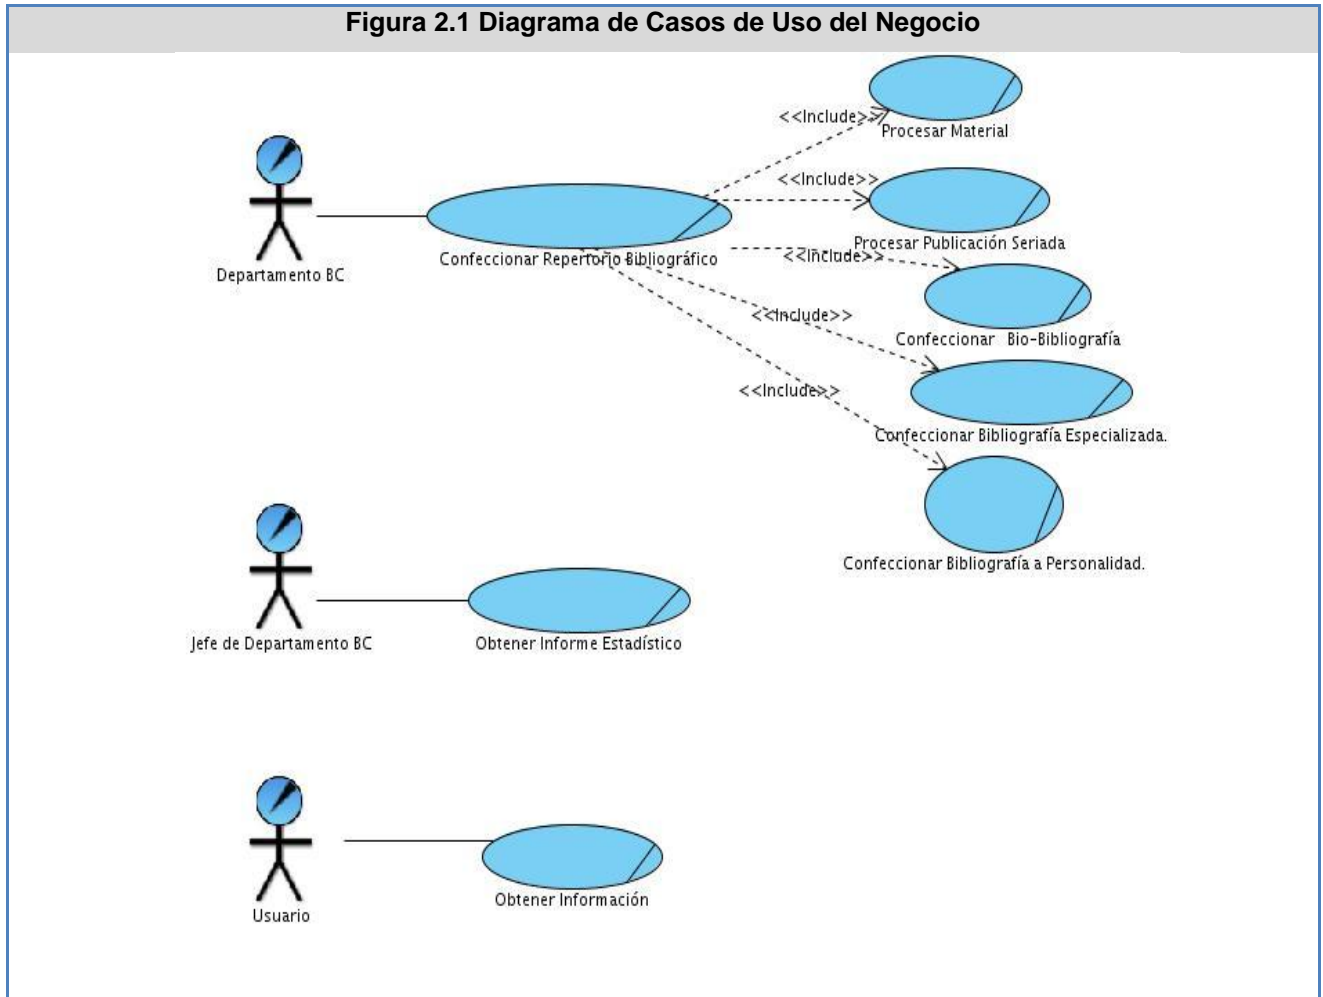 Figura 2.1 Diagrama de Casos de Uso del Negocio
<<Include>>
Procesar Material
<<Include>>
Procesar Publicación Seriada
<<Include>>
Departamento BC
Confeccionar Repertorio Bibliográfico
<<Include>>
Confeccionar Bio-Bibliografía
<<Include>>
Confeccionar Bibliografía Especializada.
Confeccionar Bibliografía a Personalidad.
Jefe de Departamento BC
Obtener Informe Estadístico
Usuario
Obtener Información